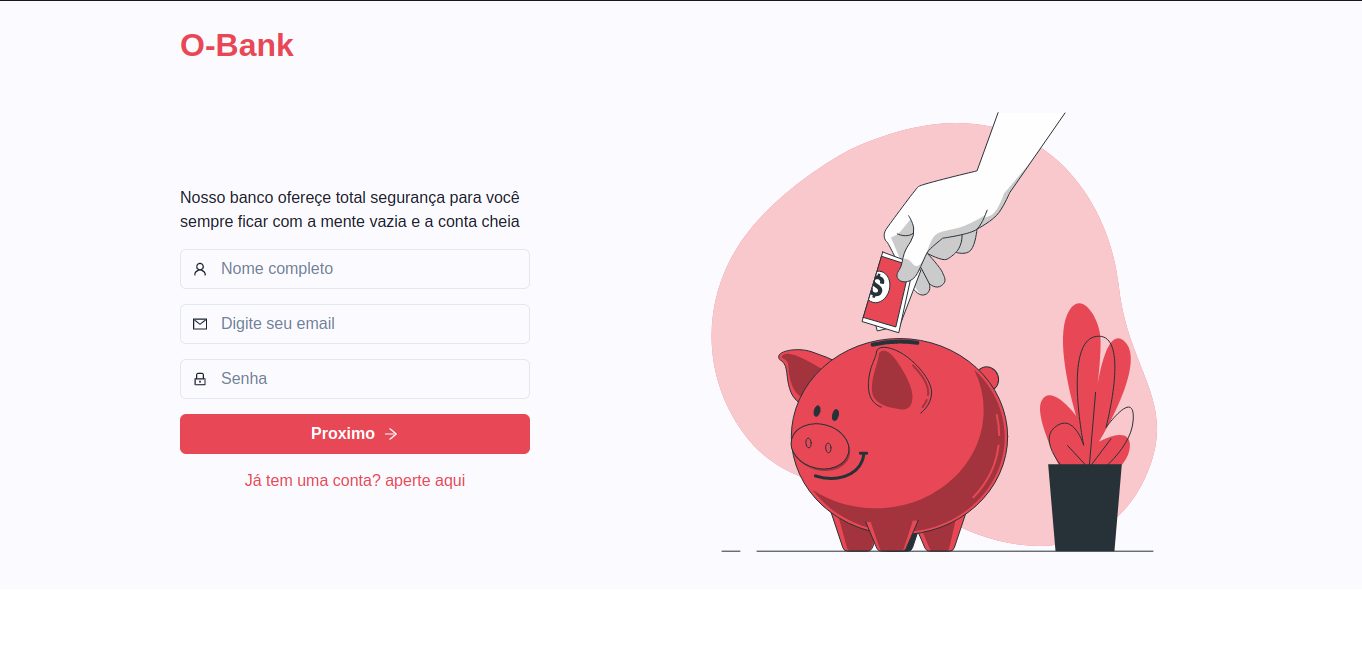 O-Bank
Nosso banco ofereçe total segurança para você
sempre ficar com a mente vazia e a conta cheia
Nome completo
Digite seu email
Senha
Proximo →
Já tem uma conta? aperte aqui
$